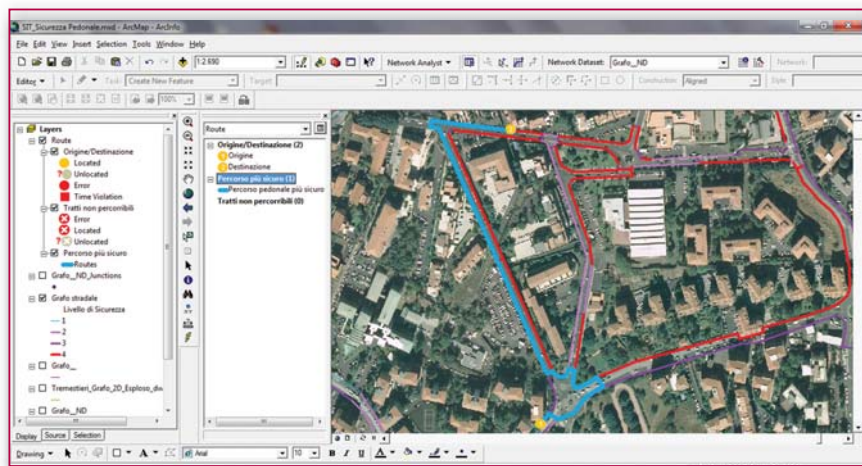 SIT_Sicurezza Pedonale.mxd - ArcMap - ArcInfo
File Edit View Insert Selection Tools Window Help
1:2.690
Network Analyst
Network Dataset: Grafo_ND
Network:
Editor
Task: Create New Feature
Target:
Construction: Aligned
Style:
100%
Layers
Route
Origine/Destinazione
Located
? Unlocated
Error
Time Violation
Tratti non percorribili
Error
Located
? Unlocated
Percorso più sicuro
Routes
Grafo_ND_Junctions
Grafo stradale
Livello di Sicurezza
1
2
3
4
Grafo_
Tremestieri_Grafo_2D_Esploso_dw
Grafo_ND
Display Source Selection
Route
Origine/Destinazione (2)
Origine
Destinazione
Percorso più sicuro (1)
Percorso pedonale più sicuro
Tratti non percorribili (0)
Drawing
A
Arial
10
B I U A